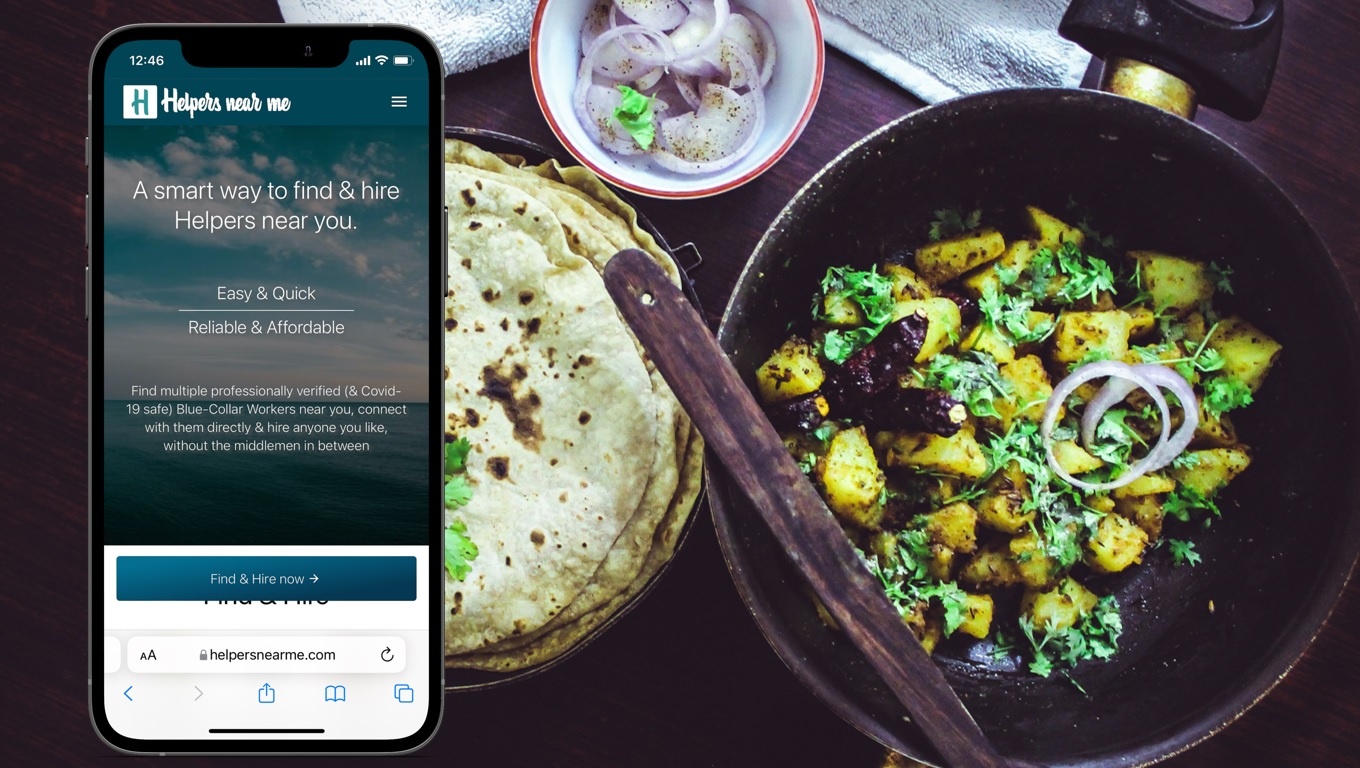 12:46
H Helpers near me
A smart way to find & hire
Helpers near you.
Easy & Quick
Reliable & Affordable
Find multiple professionally verified (& Covid-
19 safe) Blue-Collar Workers near you, connect
with them directly & hire anyone you like,
without the middlemen in between
Find & Hire now →
Find & Hire
AA helpersnearme.com